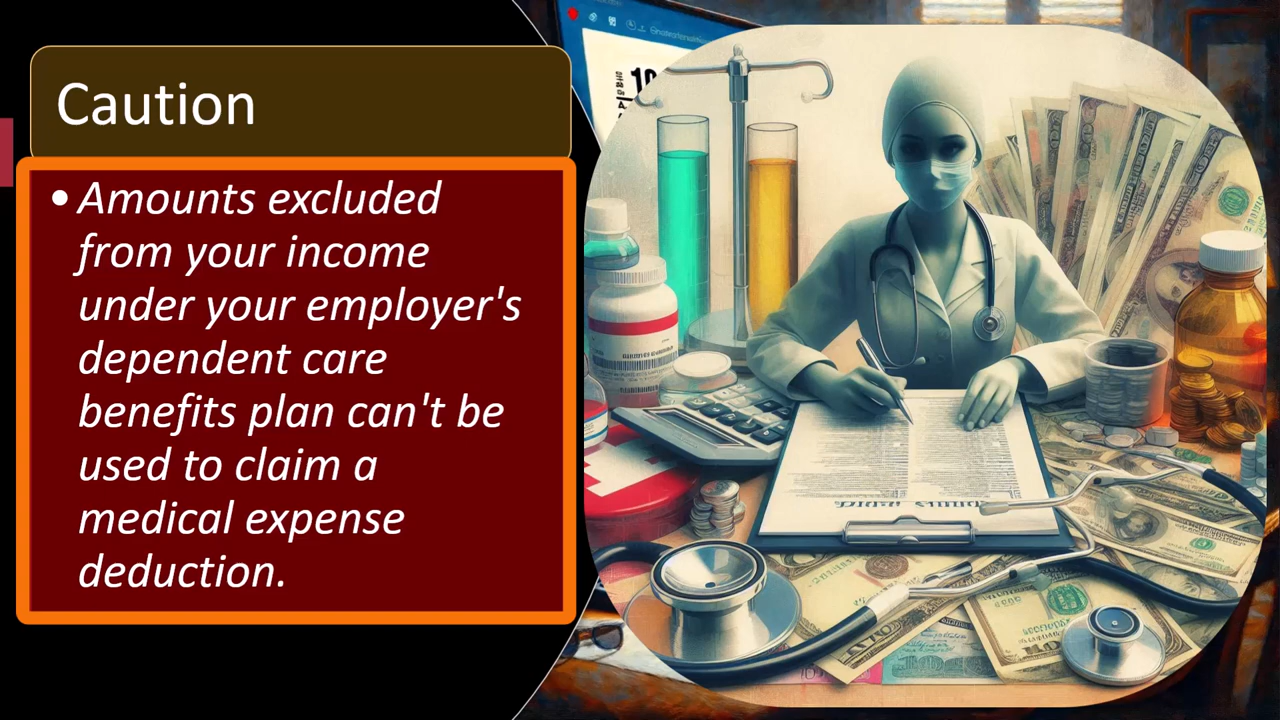 Caution
• Amounts excluded
from your income
under your employer's
dependent care
benefits plan can't be
used to claim a
medical expense
deduction.